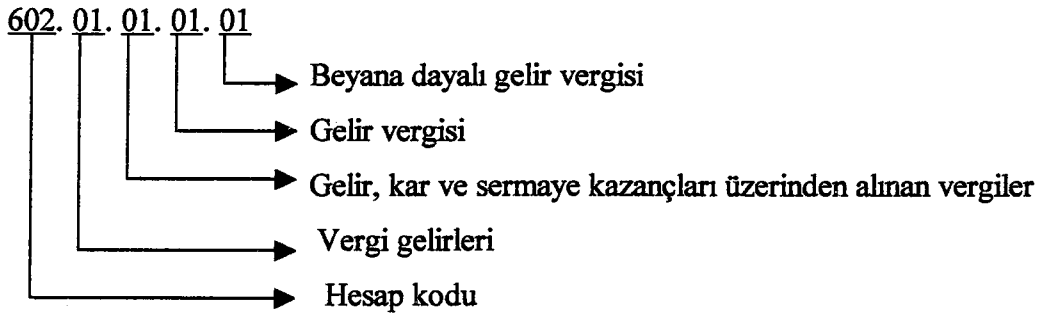 602. 01. 01. 01. 01
Beyana dayalı gelir vergisi
Gelir vergisi
Gelir, kar ve sermaye kazançları üzerinden alınan vergiler
Vergi gelirleri
Hesap kodu